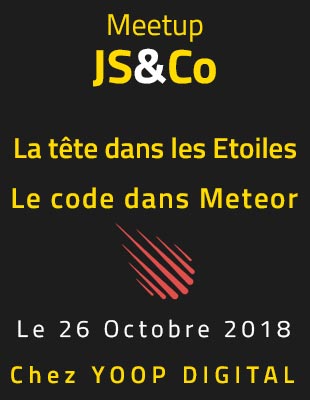 Meetup
JS&Co
La tête dans les Etoiles
Le code dans Meteor
Le 26 Octobre 2018
Chez YOOP DIGITAL